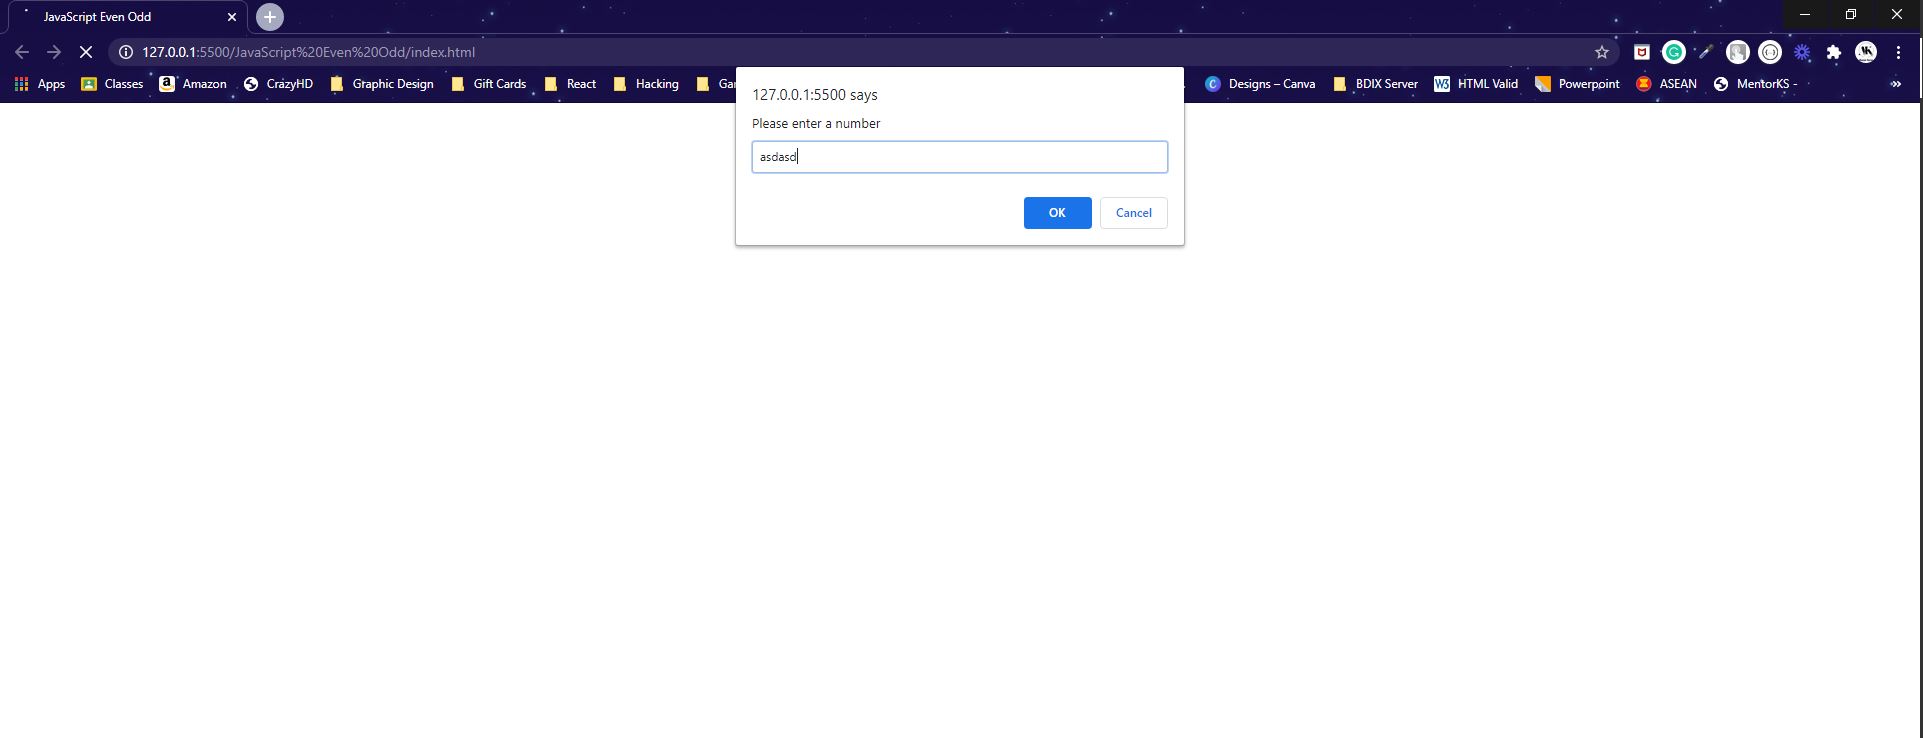 JavaScript Even Odd
127.0.0.1:5500/JavaScript%20Even%20Odd/index.html
Apps Classes Amazon CrazyHD Graphic Design Gift Cards React Hacking Designs – Canva BDIX Server W3 HTML Valid Powerpoint ASEAN MentorKS -
127.0.0.1:5500 says
Please enter a number
asdasd
OK Cancel